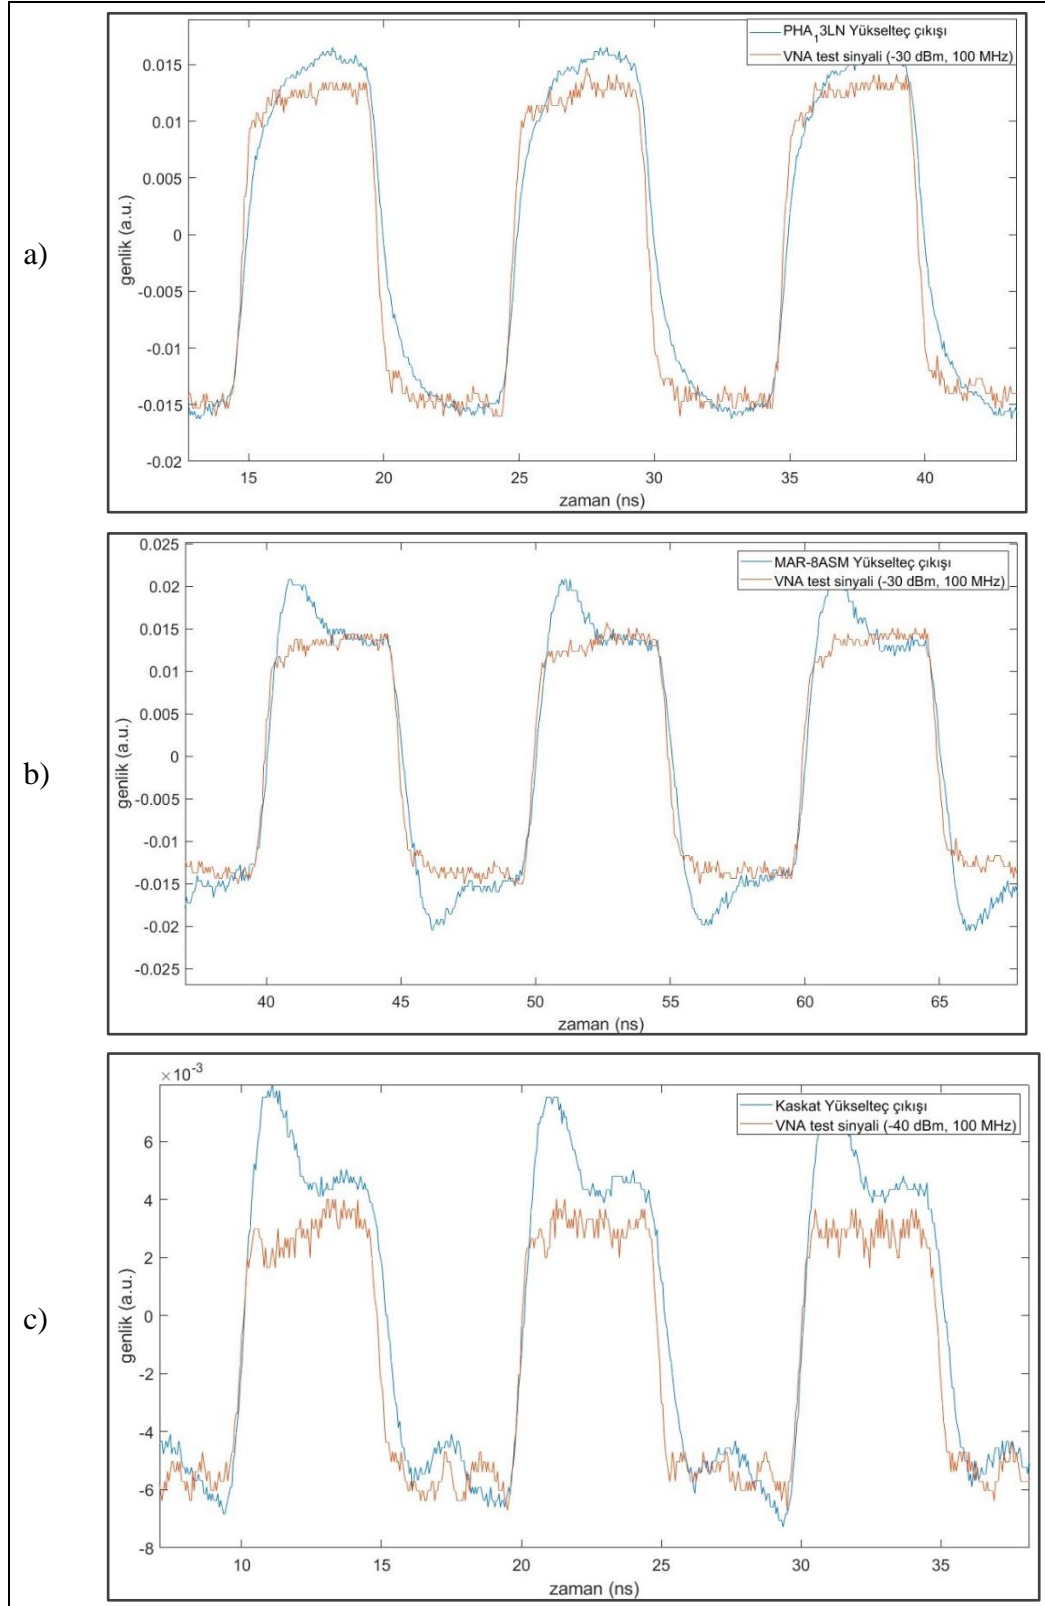 a)
PHA13LN Yükselteç çıkışı
VNA test sinyali (-30 dBm, 100 MHz)
genlik (a.u.)
0.015
0.01
0.005
0
-0.005
-0.01
-0.015
-0.02
15 20 25 30 35 40
zaman (ns)
b)
MAR-8ASM Yükselteç çıkışı
VNA test sinyali (-30 dBm, 100 MHz)
genlik (a.u.)
0.025
0.02
0.015
0.01
0.005
0
-0.005
-0.01
-0.015
-0.02
-0.025
40 45 50 55 60 65
zaman (ns)
c)
×10-3
Kaskat Yükselteç çıkışı
VNA test sinyali (-40 dBm, 100 MHz)
genlik (a.u.)
6
4
2
0
-2
-4
-6
-8
10 15 20 25 30 35
zaman (ns)